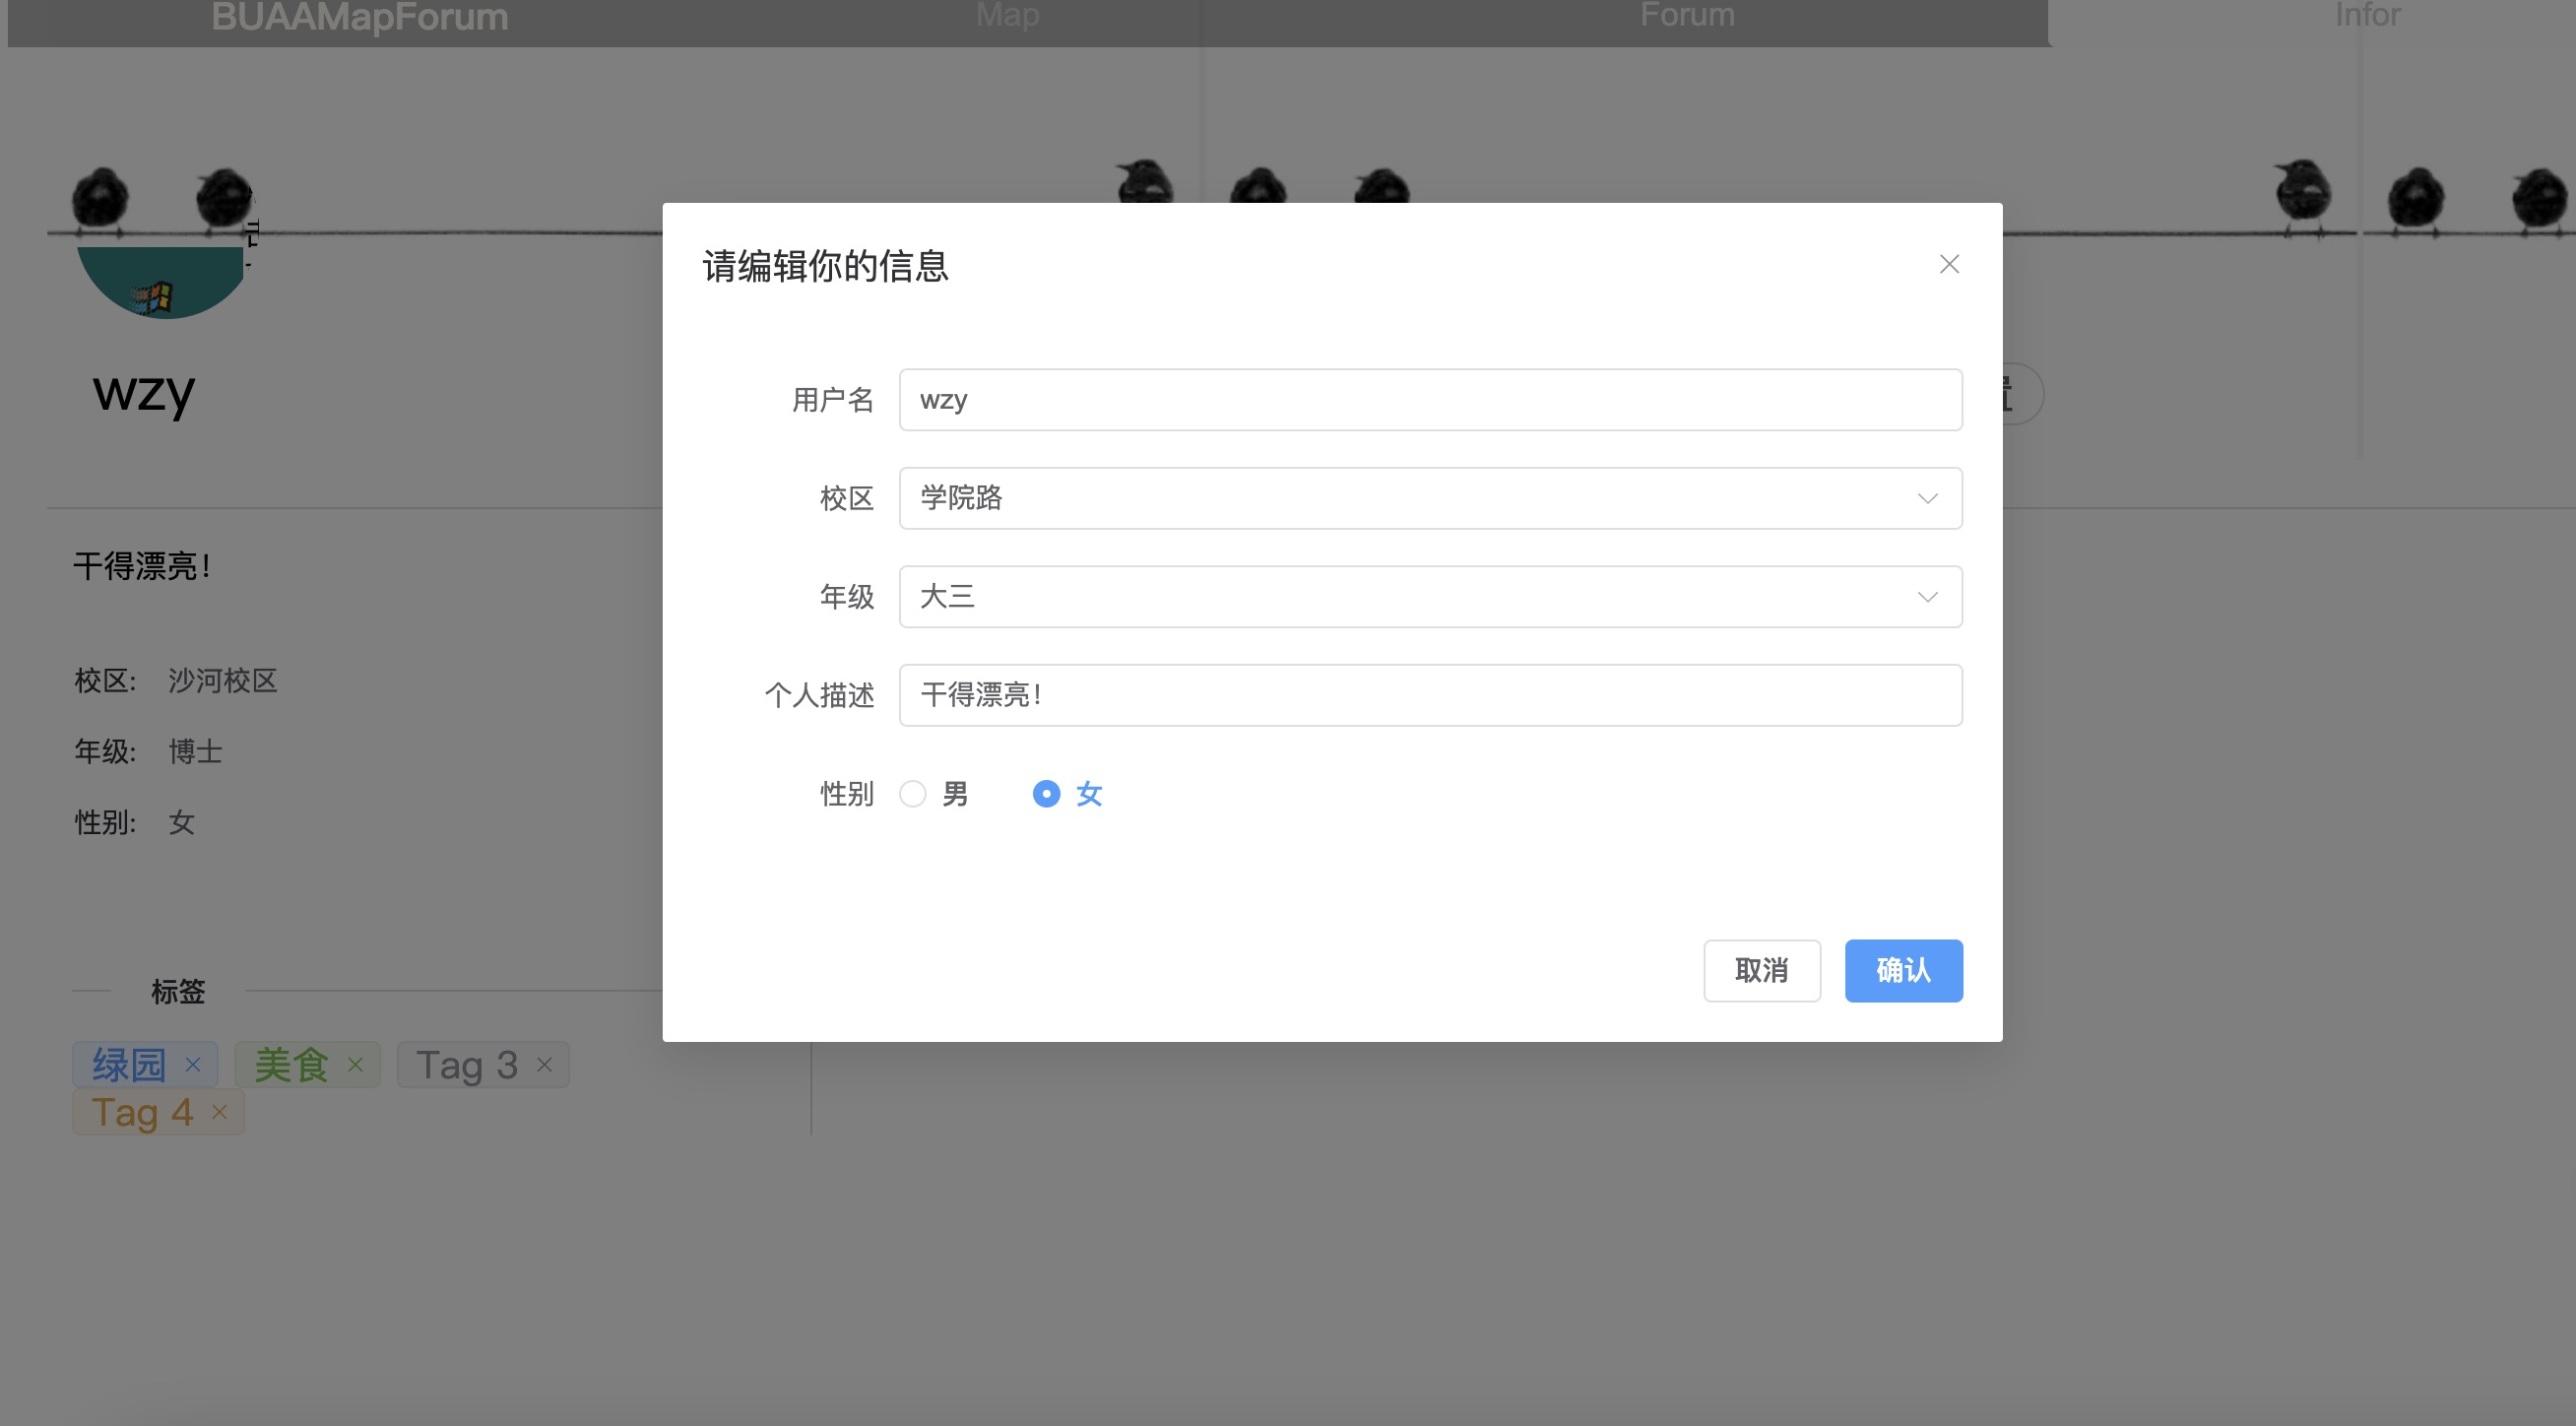 BUAAMapForum Map Forum Infor
请编辑你的信息
用户名 wzy
校区 学院路
年级 大三
个人描述 干得漂亮！
性别 男 女
取消 确认
wzy
干得漂亮！
校区: 沙河校区
年级: 博士
性别: 女
标签
绿园 美食 Tag 3
Tag 4